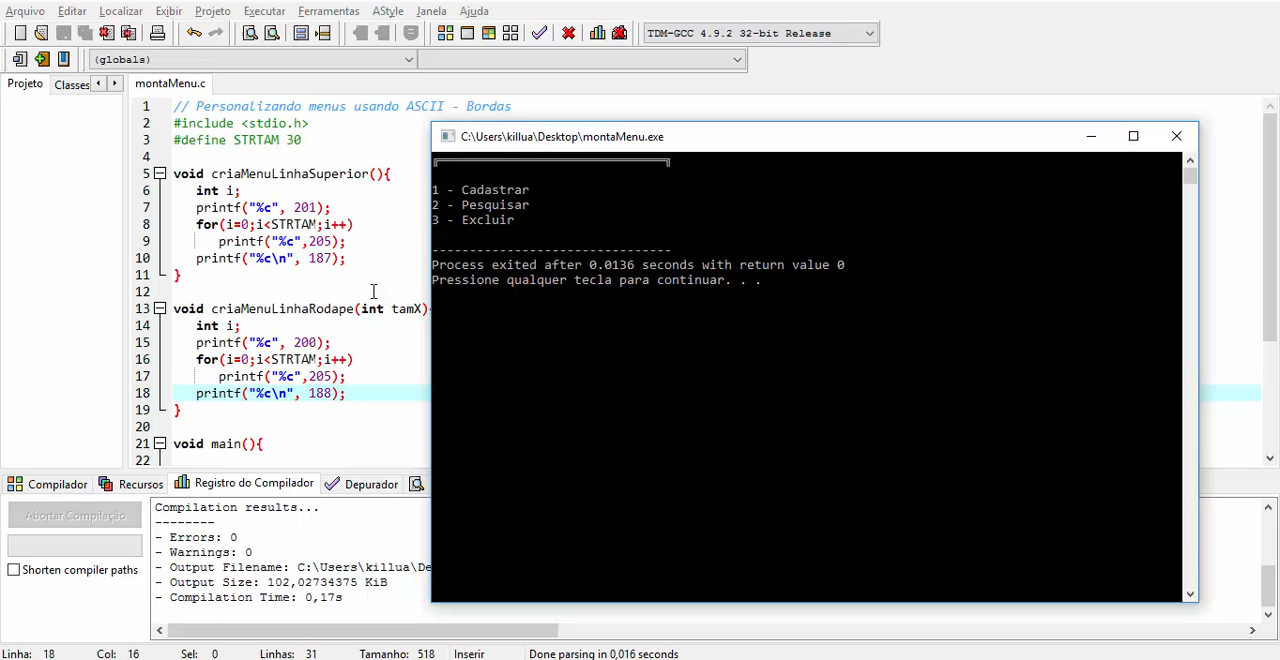 Arquivo Editar Localizar Exibir Projeto Executar Ferramentas AStyle Janela Ajuda
TDM-GCC 4.9.2 32-bit Release
(globals)
Projeto Classes montaMenu.c
1 // Personalizando menus usando ASCII - Bordas
2 #include <stdio.h>
3 #define STRTAM 30
4
5 void criaMenuLinhaSuperior(){
6 int i;
7 printf("%c", 201);
8 for(i=0;i<STRTAM;i++)
9 printf("%c",205);
10 printf("%c\n", 187);
11 }
12
13 void criaMenuLinhaRodape(int tamX)
14 int i;
15 printf("%c", 200);
16 for(i=0;i<STRTAM;i++)
17 printf("%c",205);
18 printf("%c\n", 188);
19 }
20
21 void main(){
22
C:\Users\killua\Desktop\montaMenu.exe
╔══════════════════════════════╗
1 - Cadastrar
2 - Pesquisar
3 - Excluir
--------------------------------
Process exited after 0.0136 seconds with return value 0
Pressione qualquer tecla para continuar. . .
Compilador Recursos Registro do Compilador Depurador
Abortar Compilação
Shorten compiler paths
Compilation results...
--------
- Errors: 0
- Warnings: 0
- Output Filename: C:\Users\killua\De
- Output Size: 102,02734375 KiB
- Compilation Time: 0,17s
Linha: 18 Col: 16 Sel: 0 Linhas: 31 Tamanho: 518 Inserir Done parsing in 0,016 seconds